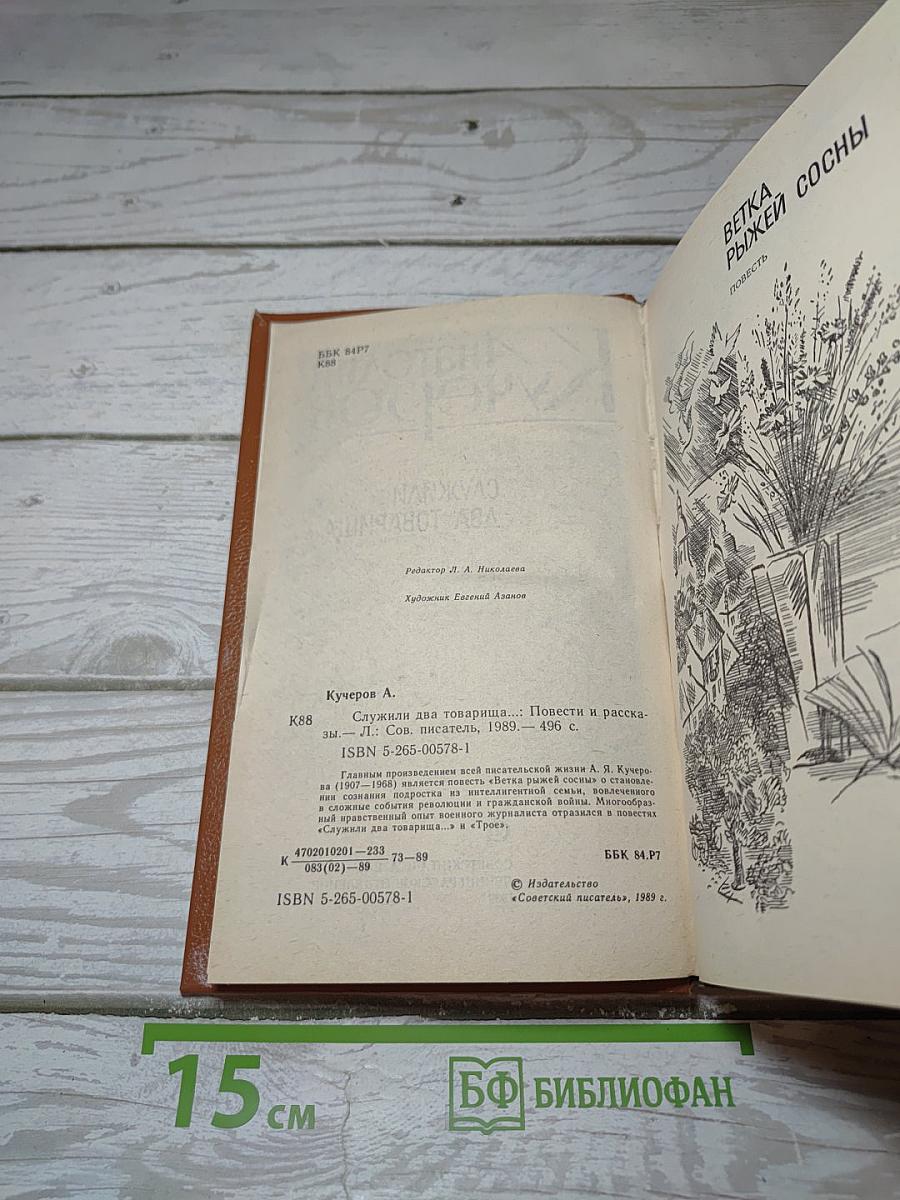 ББК 84Р7
К88
Редактор Л. А. Николаева
Художник Евгений Азанов
Кучеров А.
К88 Служили два товарища...: Повести и расска-
зы.— Л.: Сов. писатель, 1989.— 496 с.
ISBN 5-265-00578-1
Главным произведением всей писательской жизни А. Я. Кучеро-
ва (1907—1968) является повесть «Ветка рыжей сосны» о становле-
нии сознания подростка из интеллигентной семьи, вовлеченного
в сложные события революции и гражданской войны. Многообраз-
ный нравственный опыт военного журналиста отразился в повестях
«Служили два товарища...» и «Трое».
К 4702010201—233 73—89 ББК 84.Р7
083(02)—89
ISBN 5-265-00578-1
© Издательство
«Советский писатель», 1989 г.
ВЕТКА
РЫЖЕЙ СОСНЫ
ПОВЕСТЬ
15 см
БФ БИБЛИОФАН